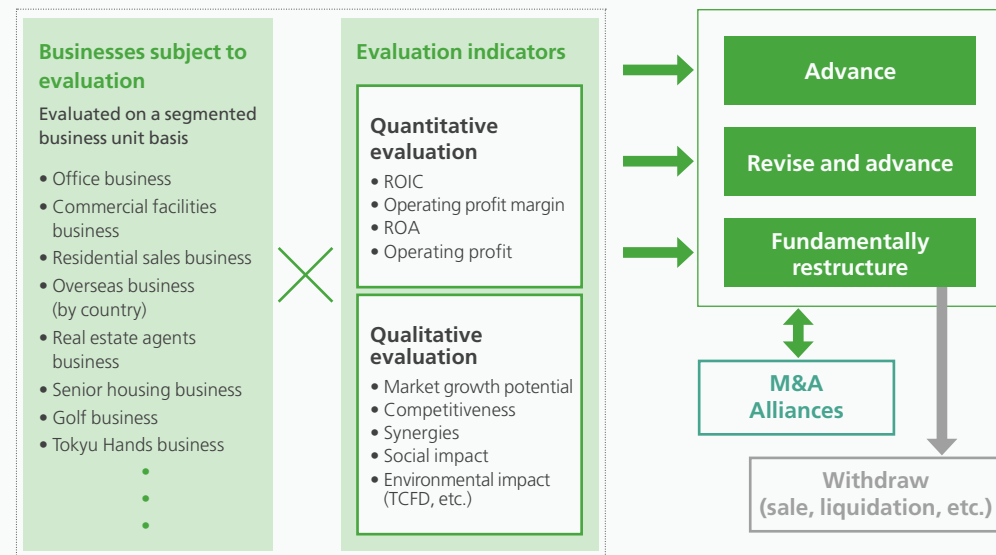 Businesses subject to
evaluation
Evaluated on a segmented
business unit basis
• Office business
• Commercial facilities
business
• Residential sales business
• Overseas business
(by country)
• Real estate agents
business
• Senior housing business
• Golf business
• Tokyu Hands business
•
•
•
Evaluation indicators
Quantitative
evaluation
• ROIC
• Operating profit margin
• ROA
• Operating profit
Qualitative
evaluation
• Market growth potential
• Competitiveness
• Synergies
• Social impact
• Environmental impact
(TCFD, etc.)
Advance
Revise and advance
Fundamentally
restructure
M&A
Alliances
Withdraw
(sale, liquidation, etc.)